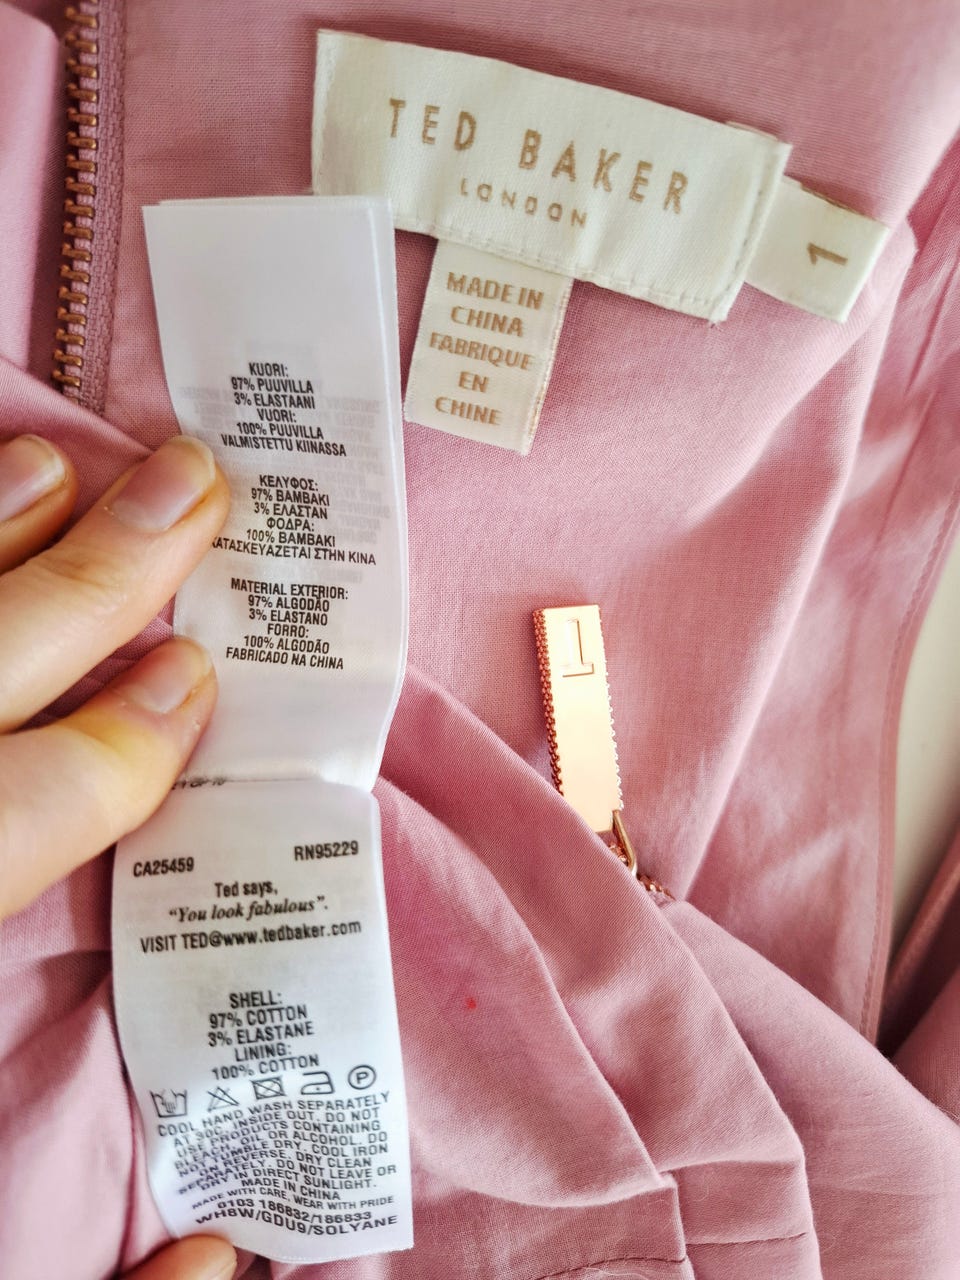 TED BAKER
LONDON
1
MADE IN
CHINA
FABRIQUE
EN
CHINE
KUORI:
97% PUUVILLA
3% ELASTAANI
VUORI:
100% PUUVILLA
VALMISTETTU KIINASSA
ΚΕΛΥΦΟΣ:
97% ΒΑΜΒΑΚΙ
3% ΕΛΑΣΤΑΝ
ΦΟΔΡΑ:
100% ΒΑΜΒΑΚΙ
ΚΑΤΑΣΚΕΥΑΖΕΤΑΙ ΣΤΗΝ ΚΙΝΑ
MATERIAL EXTERIOR:
97% ALGODÃO
3% ELASTANO
FORRO:
100% ALGODÃO
FABRICADO NA CHINA
1
CA25459 RN95229
Ted says,
"You look fabulous".
VISIT TED@www.tedbaker.com
SHELL:
97% COTTON
3% ELASTANE
LINING:
100% COTTON
P
COOL HAND WASH SEPARATELY
AT 30C. INSIDE OUT. DO NOT
USE PRODUCTS CONTAINING
BLEACH, OIL OR ALCOHOL. DO
NOT TUMBLE DRY. COOL IRON
ON REVERSE. DRY CLEAN
SEPARATELY. DO NOT LEAVE OR
DRY IN DIRECT SUNLIGHT.
MADE IN CHINA
MADE WITH CARE, WEAR WITH PRIDE
0103 186832/186833
WH8W/GDU9/SOLYANE